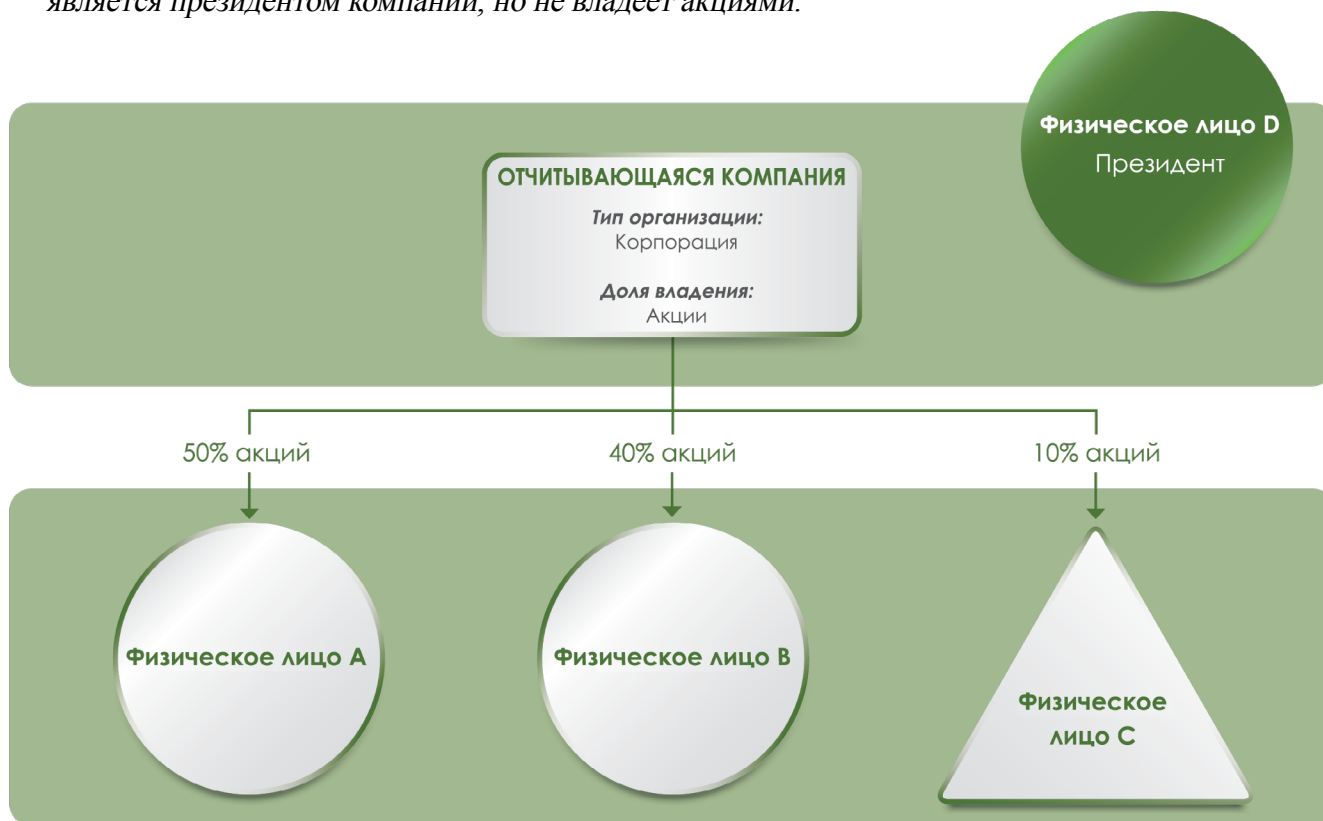 является президентом компании, но не владеет акциями.
Физическое лицо D
Президент
ОТЧИТЫВАЮЩАЯСЯ КОМПАНИЯ
Тип организации:
Корпорация
Доля владения:
Акции
50% акций
40% акций
10% акций
Физическое лицо A
Физическое лицо B
Физическое
лицо C